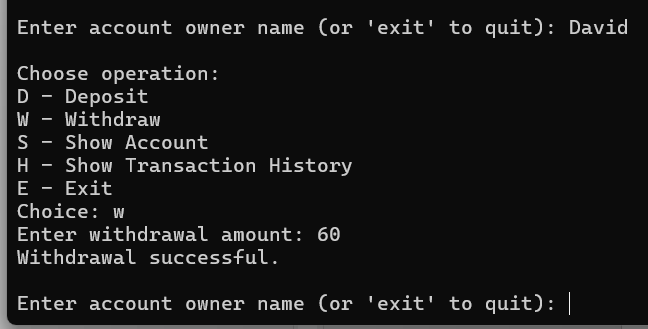 Enter account owner name (or 'exit' to quit): David
Choose operation:
D - Deposit
W - Withdraw
S - Show Account
H - Show Transaction History
E - Exit
Choice: w
Enter withdrawal amount: 60
Withdrawal successful.
Enter account owner name (or 'exit' to quit):